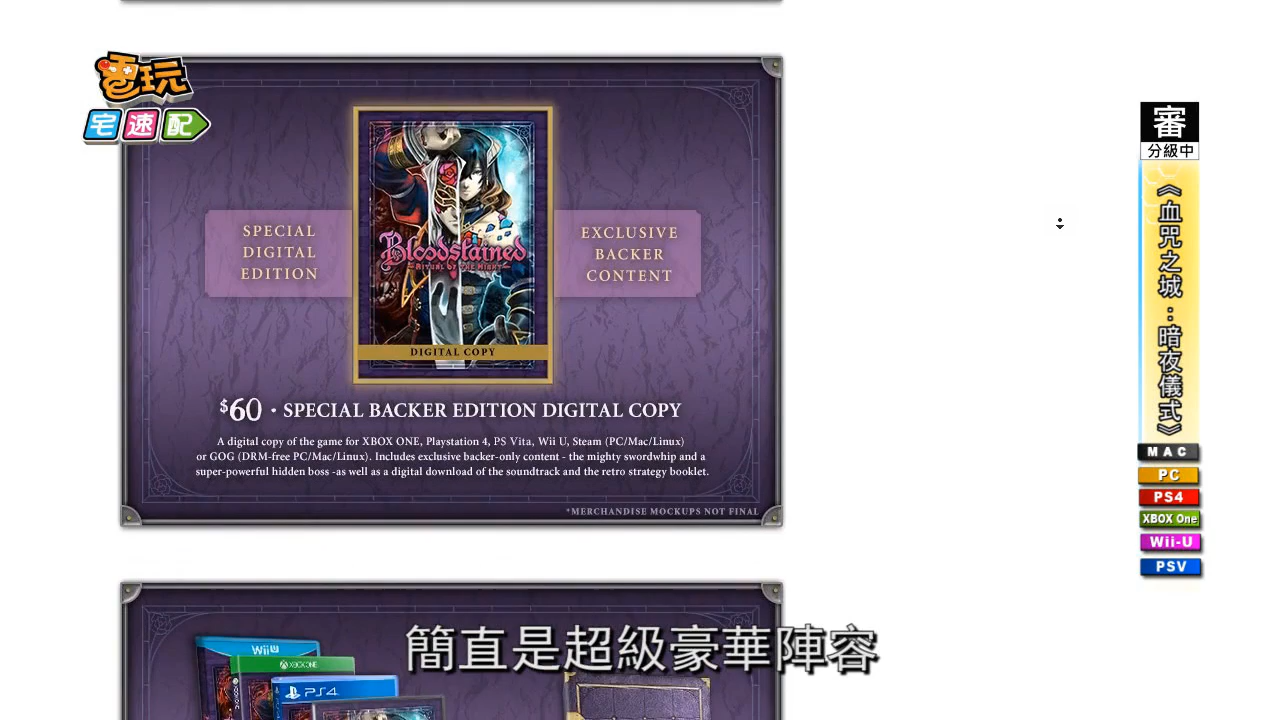 電玩
宅速配
SPECIAL
DIGITAL
EDITION
Bloodstained
RITUAL OF THE NIGHT
DIGITAL COPY
EXCLUSIVE
BACKER
CONTENT
$60 · SPECIAL BACKER EDITION DIGITAL COPY
A digital copy of the game for XBOX ONE, Playstation 4, PS Vita, Wii U, Steam (PC/Mac/Linux)
or GOG (DRM-free PC/Mac/Linux). Includes exclusive backer-only content - the mighty swordwhip and a
super-powerful hidden boss -as well as a digital download of the soundtrack and the retro strategy booklet.
*MERCHANDISE MOCKUPS NOT FINAL
審
分級中
《血咒之城：暗夜儀式》
MAC
PC
PS4
XBOX One
Wii-U
PSV
WiiU
XBOX ONE
PS4
簡直是超級豪華陣容